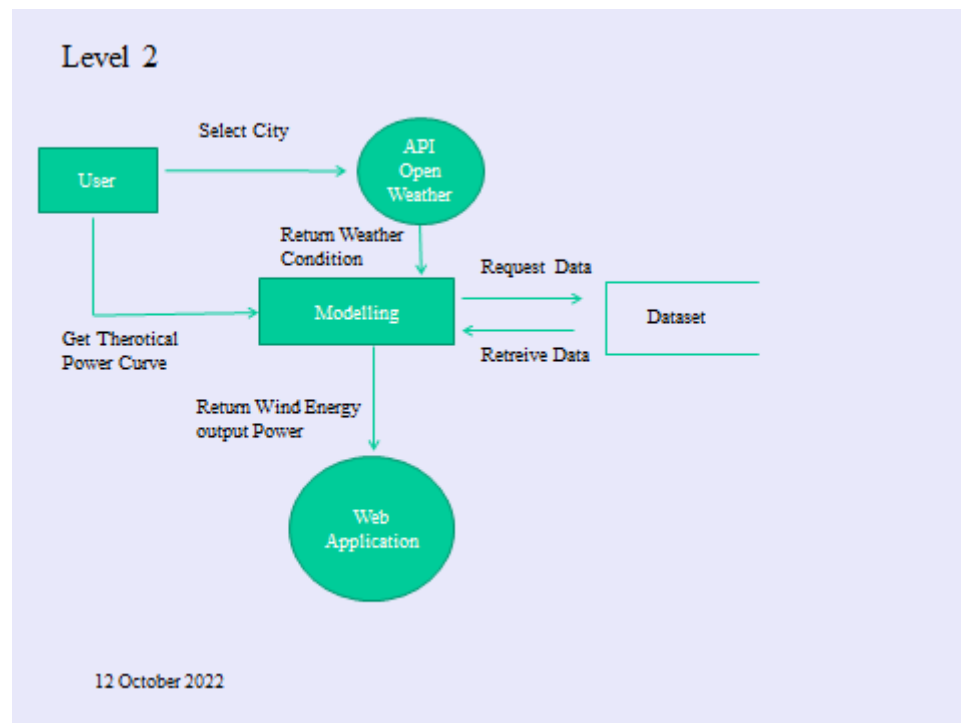 Level 2
Select City
API
Open
Weather
User
Return Weather
Condition
Request Data
Modelling
Dataset
Get Therotical
Power Curve
Retreive Data
Return Wind Energy
output Power
Web
Application
12 October 2022